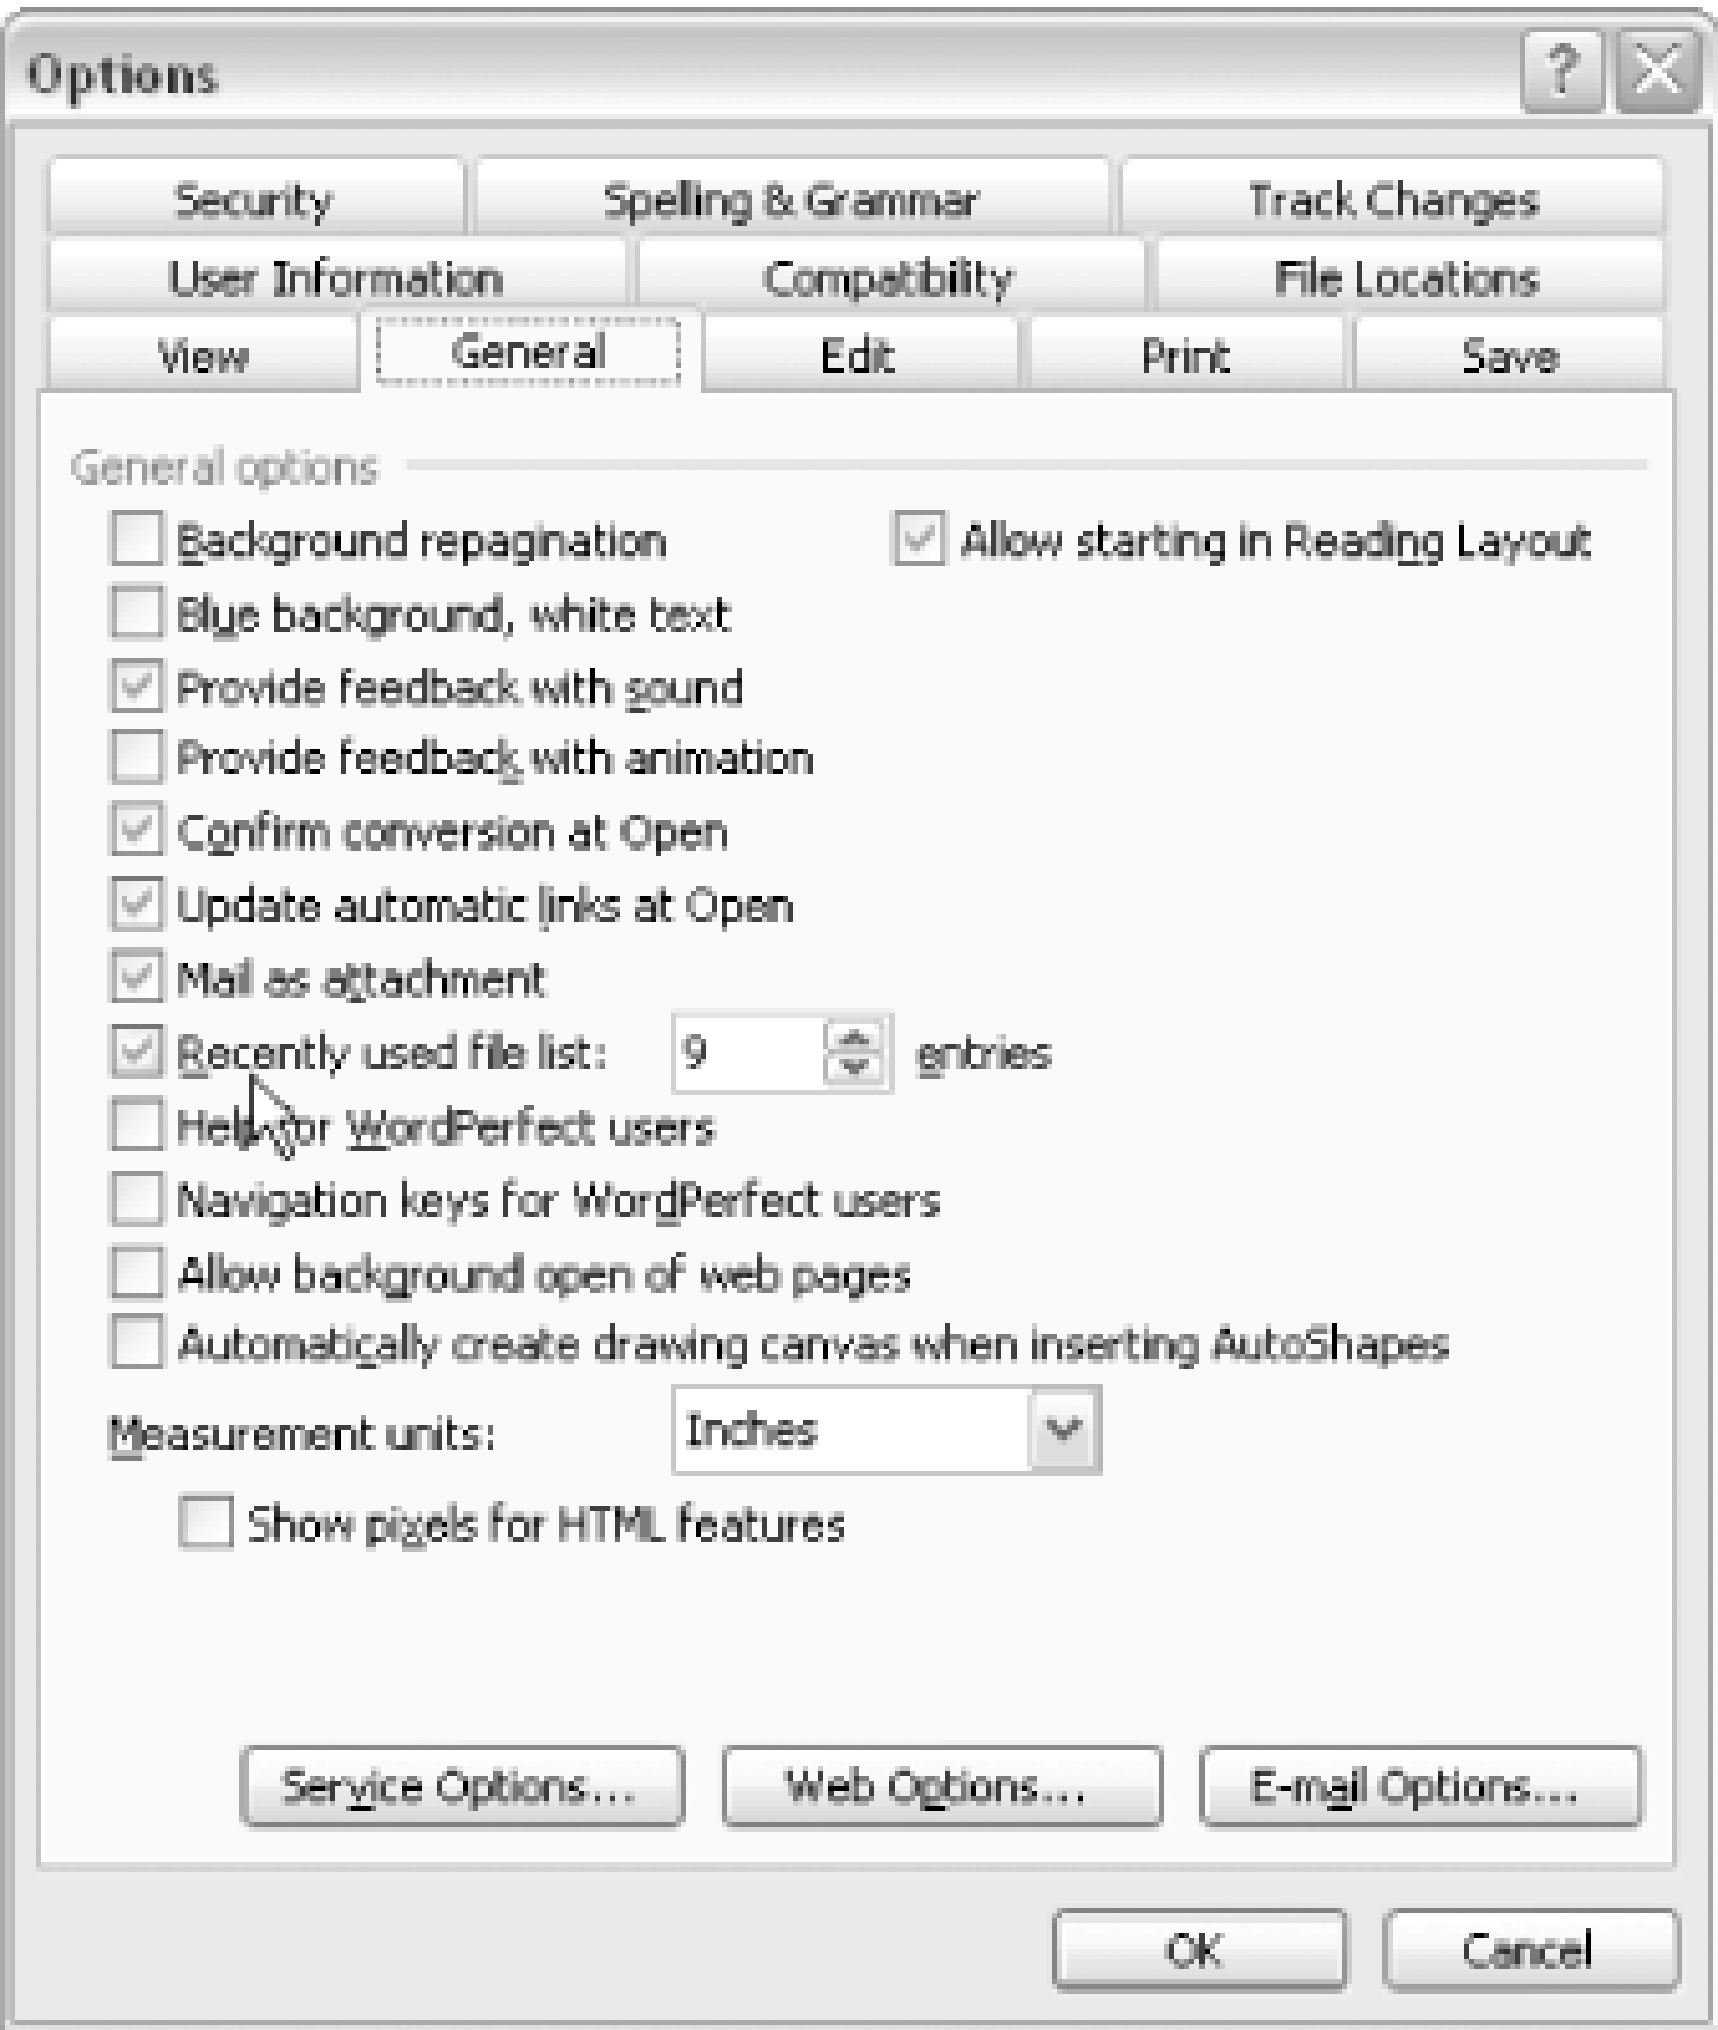 Options
Security Spelling & Grammar Track Changes
User Information Compatibility File Locations
View General Edit Print Save
General options
Background repagination Allow starting in Reading Layout
Blue background, white text
Provide feedback with sound
Provide feedback with animation
Confirm conversion at Open
Update automatic links at Open
Mail as attachment
Recently used file list: 9 entries
Help for WordPerfect users
Navigation keys for WordPerfect users
Allow background open of web pages
Automatically create drawing canvas when inserting AutoShapes
Measurement units: Inches
Show pixels for HTML features
Service Options... Web Options... E-mail Options...
OK Cancel